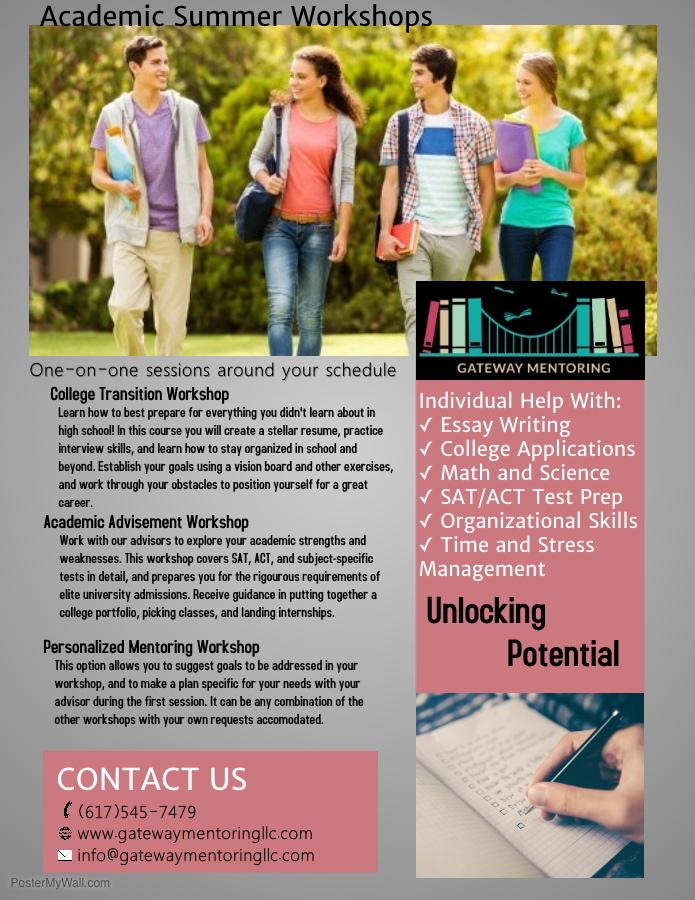 Academic Summer Workshops
GATEWAY MENTORING
One-on-one sessions around your schedule
College Transition Workshop
Learn how to best prepare for everything you didn't learn about in
high school! In this course you will create a stellar resume, practice
interview skills, and learn how to stay organized in school and
beyond. Establish your goals using a vision board and other exercises,
and work through your obstacles to position yourself for a great
career.
Academic Advisement Workshop
Work with our advisors to explore your academic strengths and
weaknesses. This workshop covers SAT, ACT, and subject-specific
tests in detail, and prepares you for the rigourous requirements of
elite university admissions. Receive guidance in putting together a
college portfolio, picking classes, and landing internships.
Personalized Mentoring Workshop
This option allows you to suggest goals to be addressed in your
workshop, and to make a plan specific for your needs with your
advisor during the first session. It can be any combination of the
other workshops with your own requests accomodated.
Individual Help With:
✓ Essay Writing
✓ College Applications
✓ Math and Science
✓ SAT/ACT Test Prep
✓ Organizational Skills
✓ Time and Stress
Management
Unlocking
Potential
CONTACT US
(617)545-7479
www.gatewaymentoringllc.com
info@gatewaymentoringllc.com
PosterMyWall.com